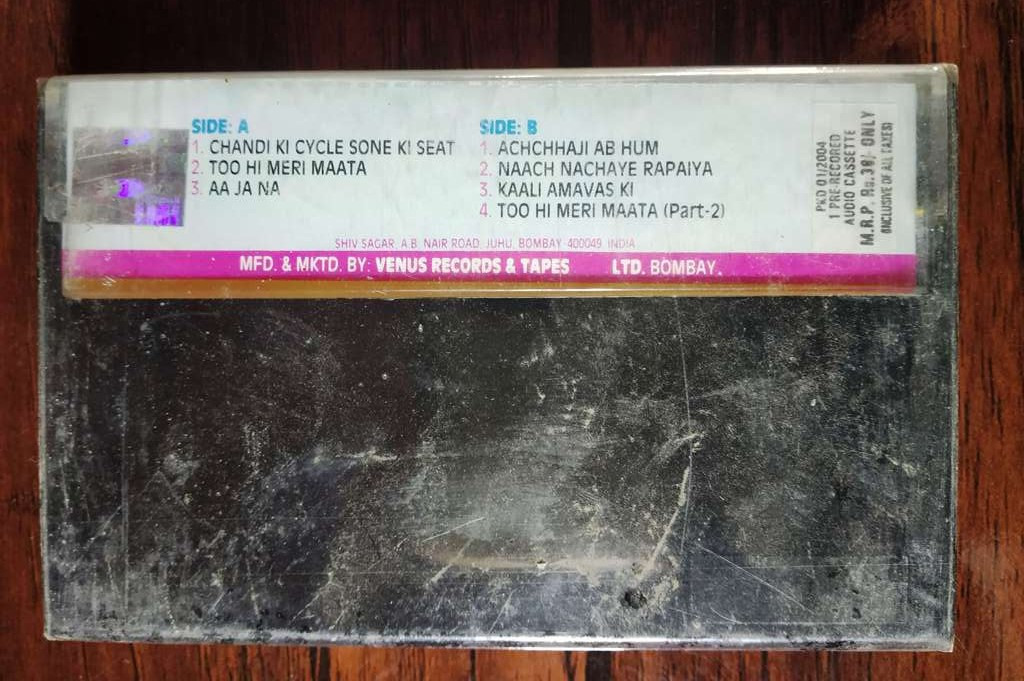 SIDE: A
1. CHANDI KI CYCLE SONE KI SEAT
2. TOO HI MERI MAATA
3. AA JA NA
SIDE: B
1. ACHCHHAJI AB HUM
2. NAACH NACHAYE RAPAIYA
3. KAALI AMAVAS KI
4. TOO HI MERI MAATA (Part-2)
SHIV SAGAR, A.B. NAIR ROAD, JUHU, BOMBAY-400049. INDIA
MFD. & MKTD. BY: VENUS RECORDS & TAPES LTD. BOMBAY.
PKD 01/2004
1 PRE-RECORED
AUDIO CASSETTE
M.R.P. Rs.38/. ONLY
(INCLUSIVE OF ALL TAXES)